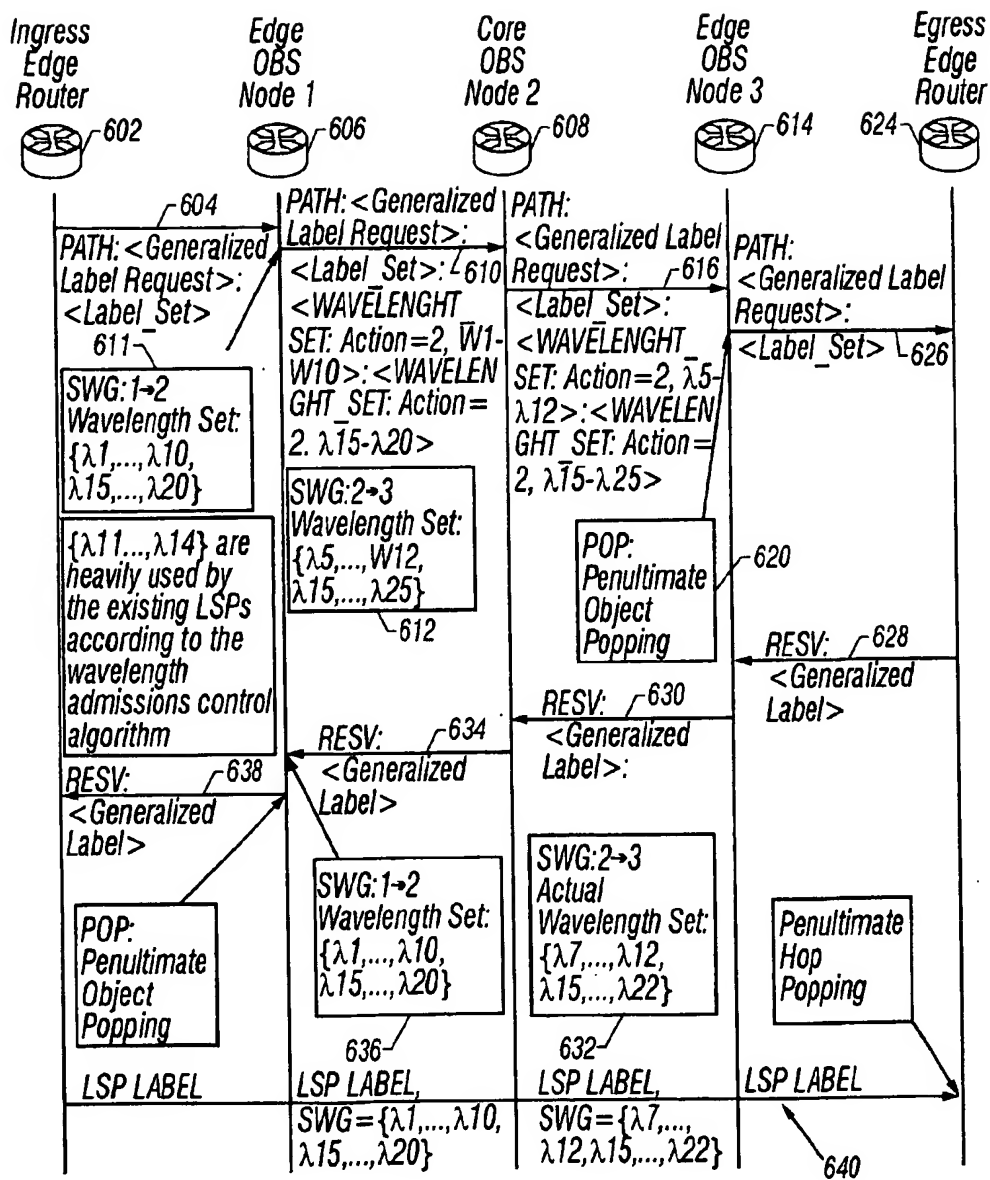 Ingress
Edge
Router
Edge
OBS
Node 1
Core
OBS
Node 2
Edge
OBS
Node 3
Egress
Edge
Router
602
606
608
614
624
604
PATH: <Generalized
Label Request>:
<Label_Set>
611
SWG:1→2
Wavelength Set:
{λ1,...,λ10,
λ15,...,λ20}
{λ11...,λ14} are
heavily used by
the existing LSPs
according to the
wavelength
admissions control
algorithm
RESV:
638
<Generalized
Label>
POP:
Penultimate
Object
Popping
LSP LABEL
PATH: <Generalized
Label Request>:
<Label_Set>:
610
<WAVELENGHT_
SET: Action=2, W1-
W10>:<WAVELEN
GHT_SET: Action=
2. λ15-λ20>
SWG:2→3
Wavelength Set:
{λ5,...,W12,
λ15,...,λ25}
612
RESV:
634
<Generalized
Label>
SWG:1→2
Wavelength Set:
{λ1,...,λ10,
λ15,...,λ20}
636
LSP LABEL,
SWG={λ1,...,λ10,
λ15,...,λ20}
PATH:
<Generalized Label
Request>:
616
<Label_Set>:
<WAVELENGHT_
SET: Action=2, λ5-
λ12>:<WAVELEN
GHT_SET: Action=
2, λ15-λ25>
POP:
Penultimate
Object
Popping
620
RESV:
630
<Generalized
Label>:
SWG:2→3
Actual
Wavelength Set:
{λ7,...,λ12,
λ15,...,λ22}
632
LSP LABEL,
SWG={λ7,...,
λ12,λ15,...,λ22}
PATH:
<Generalized Label
Request>:
<Label_Set>
626
RESV:
628
<Generalized
Label>
Penultimate
Hop
Popping
LSP LABEL
640